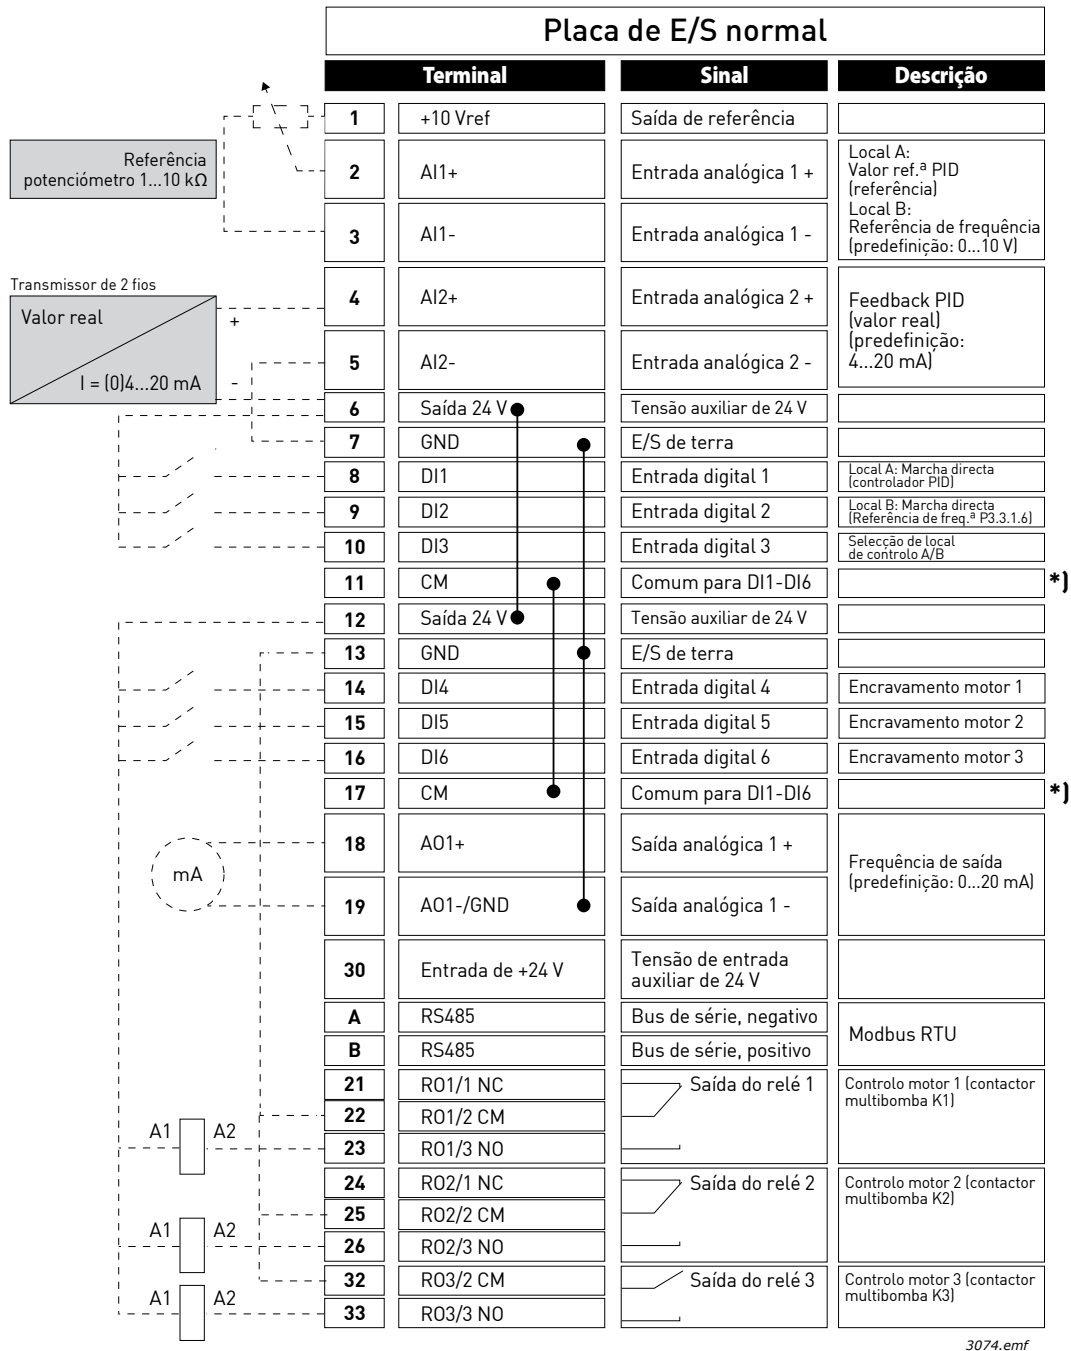 Placa de E/S normal
Terminal Sinal Descrição
1 +10 Vref Saída de referência
Referência
potenciómetro 1...10 kΩ
2 AI1+ Entrada analógica 1 +
3 AI1- Entrada analógica 1 -
Local A:
Valor ref.ª PID
(referência)
Local B:
Referência de frequência
(predefinição: 0...10 V)
Transmissor de 2 fios
Valor real
I = (0)4...20 mA
+
-
4 AI2+ Entrada analógica 2 +
5 AI2- Entrada analógica 2 -
Feedback PID
(valor real)
(predefinição:
4...20 mA)
6 Saída 24 V Tensão auxiliar de 24 V
7 GND E/S de terra
8 DI1 Entrada digital 1
Local A: Marcha directa
(controlador PID)
9 DI2 Entrada digital 2
Local B: Marcha directa
(Referência de freq.ª P3.3.1.6)
10 DI3 Entrada digital 3
Selecção de local
de controlo A/B
11 CM Comum para DI1-DI6 *)
12 Saída 24 V Tensão auxiliar de 24 V
13 GND E/S de terra
14 DI4 Entrada digital 4 Encravamento motor 1
15 DI5 Entrada digital 5 Encravamento motor 2
16 DI6 Entrada digital 6 Encravamento motor 3
17 CM Comum para DI1-DI6 *)
mA
18 AO1+ Saída analógica 1 +
19 AO1-/GND Saída analógica 1 -
Frequência de saída
(predefinição: 0...20 mA)
30 Entrada de +24 V
Tensão de entrada
auxiliar de 24 V
A RS485 Bus de série, negativo
B RS485 Bus de série, positivo
Modbus RTU
21 RO1/1 NC Saída do relé 1
Controlo motor 1 (contactor
multibomba K1)
22 RO1/2 CM
A1 A2
23 RO1/3 NO
24 RO2/1 NC Saída do relé 2
Controlo motor 2 (contactor
multibomba K2)
25 RO2/2 CM
A1 A2
26 RO2/3 NO
32 RO3/2 CM Saída do relé 3
Controlo motor 3 (contactor
multibomba K3)
A1 A2
33 RO3/3 NO
3074.emf